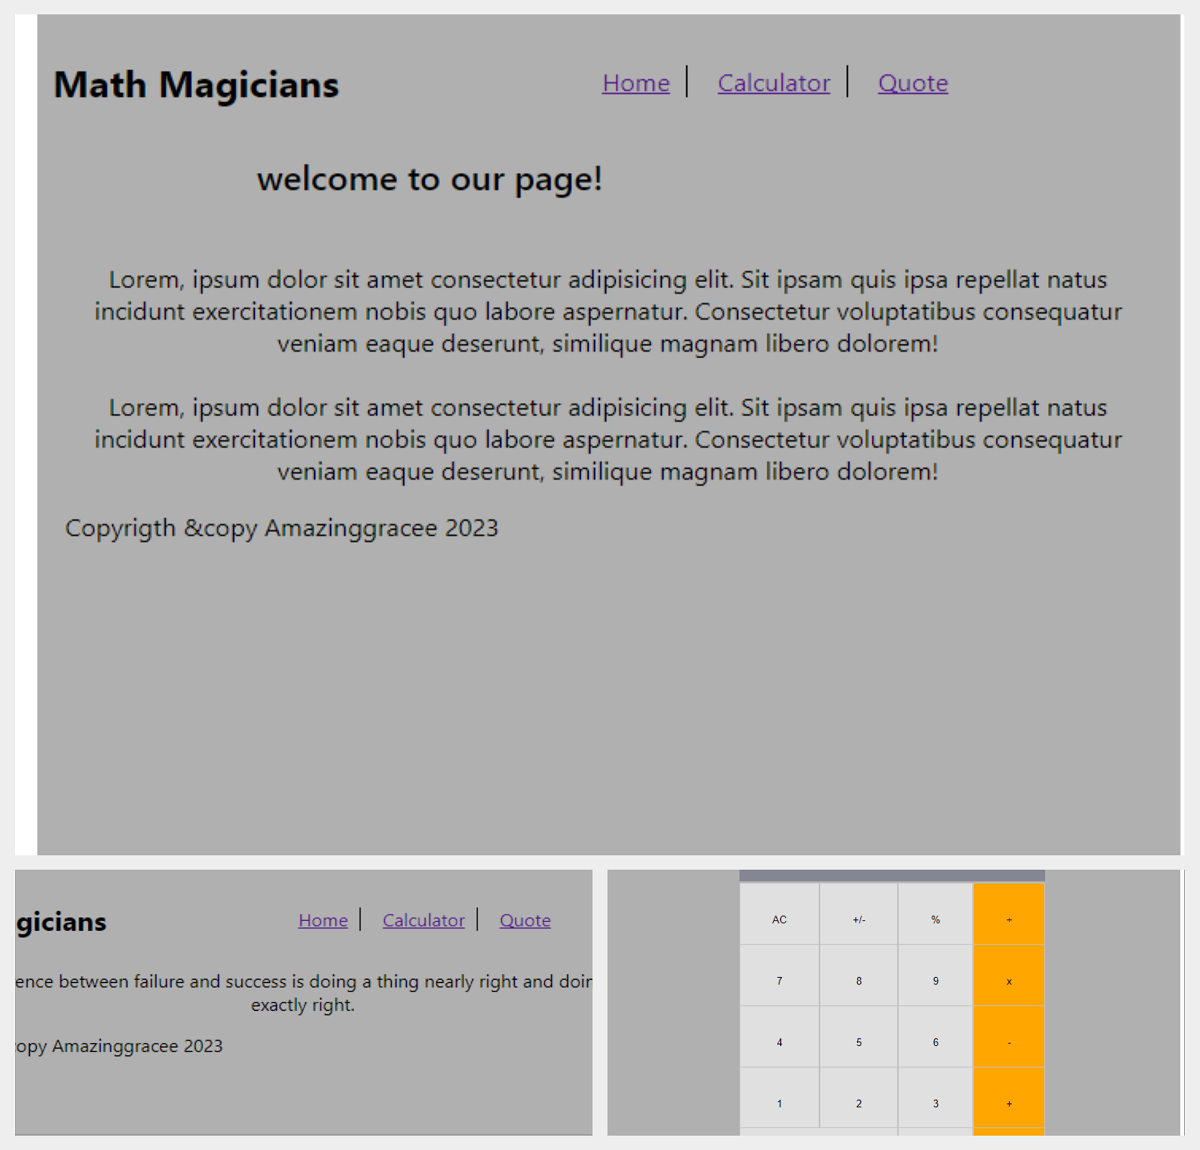 Math Magicians
Home
Calculator
Quote
welcome to our page!
Lorem, ipsum dolor sit amet consectetur adipisicing elit. Sit ipsam quis ipsa repellat natus
incidunt exercitationem nobis quo labore aspernatur. Consectetur voluptatibus consequatur
veniam eaque deserunt, similique magnam libero dolorem!
Lorem, ipsum dolor sit amet consectetur adipisicing elit. Sit ipsam quis ipsa repellat natus
incidunt exercitationem nobis quo labore aspernatur. Consectetur voluptatibus consequatur
veniam eaque deserunt, similique magnam libero dolorem!
Copyrigth &copy Amazinggracee 2023
gicians
Home
Calculator
Quote
ence between failure and success is doing a thing nearly right and doin
exactly right.
opy Amazinggracee 2023
AC +/- % ÷
7 8 9 x
4 5 6 -
1 2 3 +